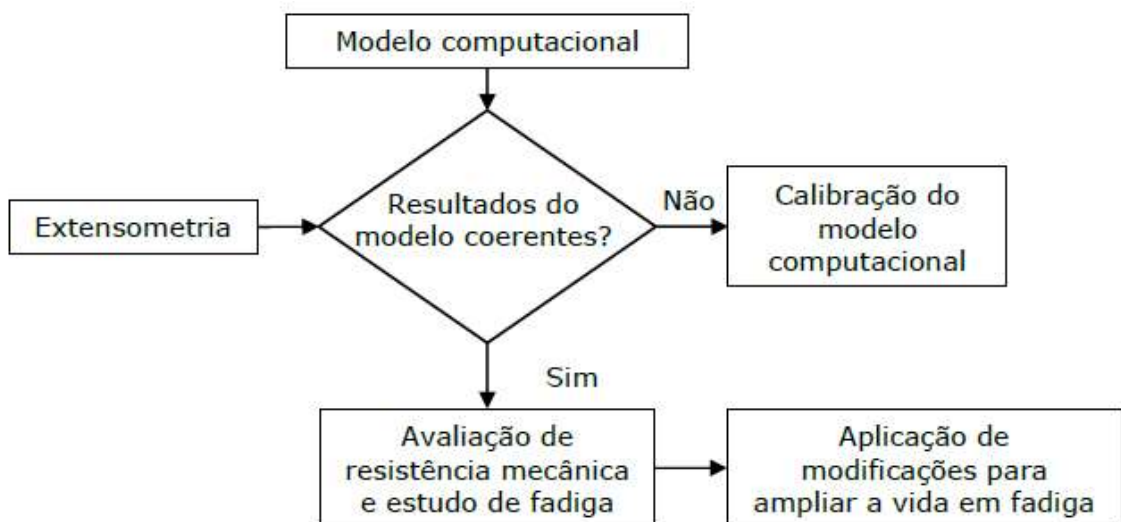 Modelo computacional
Extensometria
Resultados do
modelo coerentes?
Não
Calibração do
modelo
computacional
Sim
Avaliação de
resistência mecânica
e estudo de fadiga
Aplicação de
modificações para
ampliar a vida em fadiga